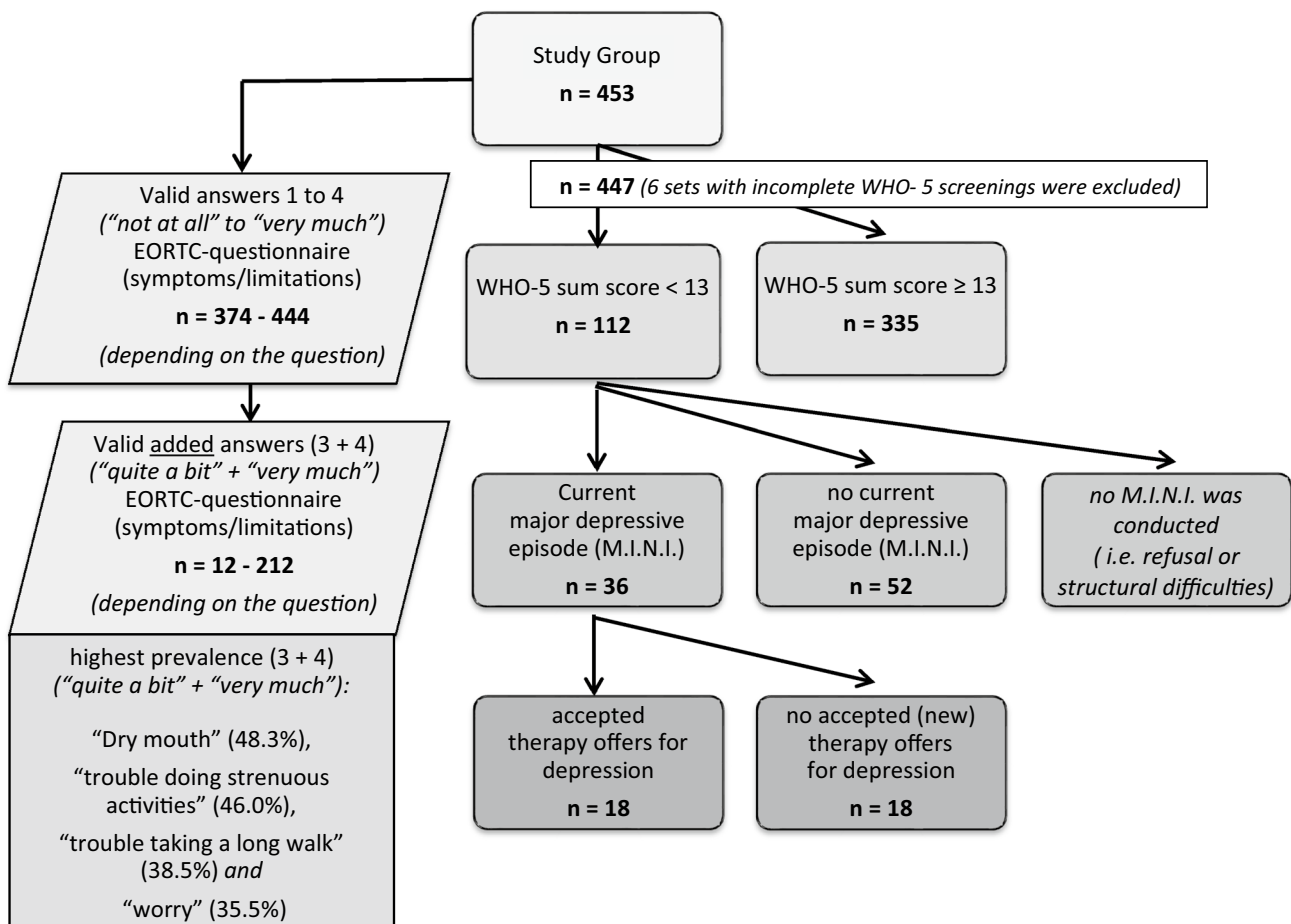 Study Group
n = 453
n = 447 (6 sets with incomplete WHO- 5 screenings were excluded)
Valid answers 1 to 4
(“not at all” to “very much”)
EORTC-questionnaire
(symptoms/limitations)
n = 374 - 444
(depending on the question)
WHO-5 sum score < 13
n = 112
WHO-5 sum score ≥ 13
n = 335
Valid added answers (3 + 4)
(“quite a bit” + “very much”)
EORTC-questionnaire
(symptoms/limitations)
n = 12 - 212
(depending on the question)
Current
major depressive
episode (M.I.N.I.)
n = 36
no current
major depressive
episode (M.I.N.I.)
n = 52
no M.I.N.I. was
conducted
( i.e. refusal or
structural difficulties)
highest prevalence (3 + 4)
(“quite a bit” + “very much”):
“Dry mouth” (48.3%),
“trouble doing strenuous
activities” (46.0%),
“trouble taking a long walk”
(38.5%) and
“worry” (35.5%)
accepted
therapy offers for
depression
n = 18
no accepted (new)
therapy offers
for depression
n = 18